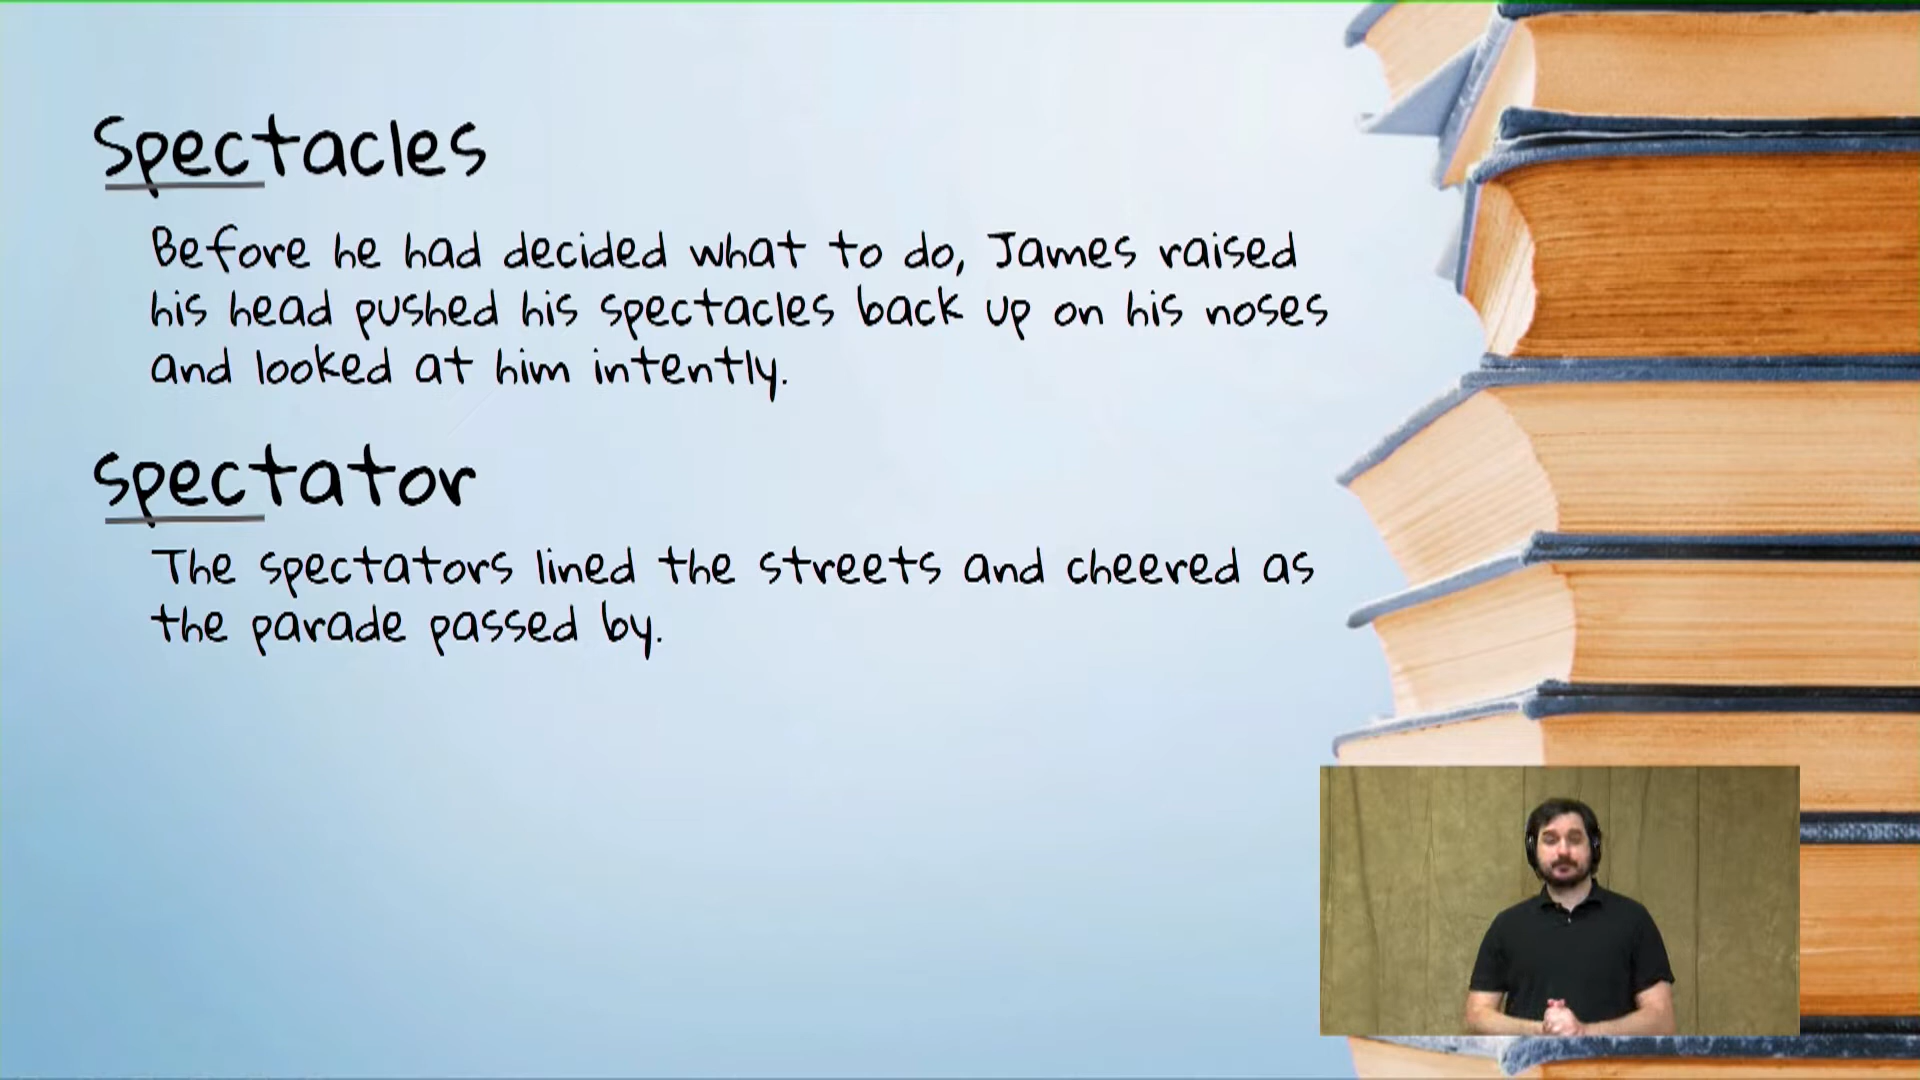 Spectacles
Before he had decided what to do, James raised
his head pushed his spectacles back up on his noses
and looked at him intently.
spectator
The spectators lined the streets and cheered as
the parade passed by.